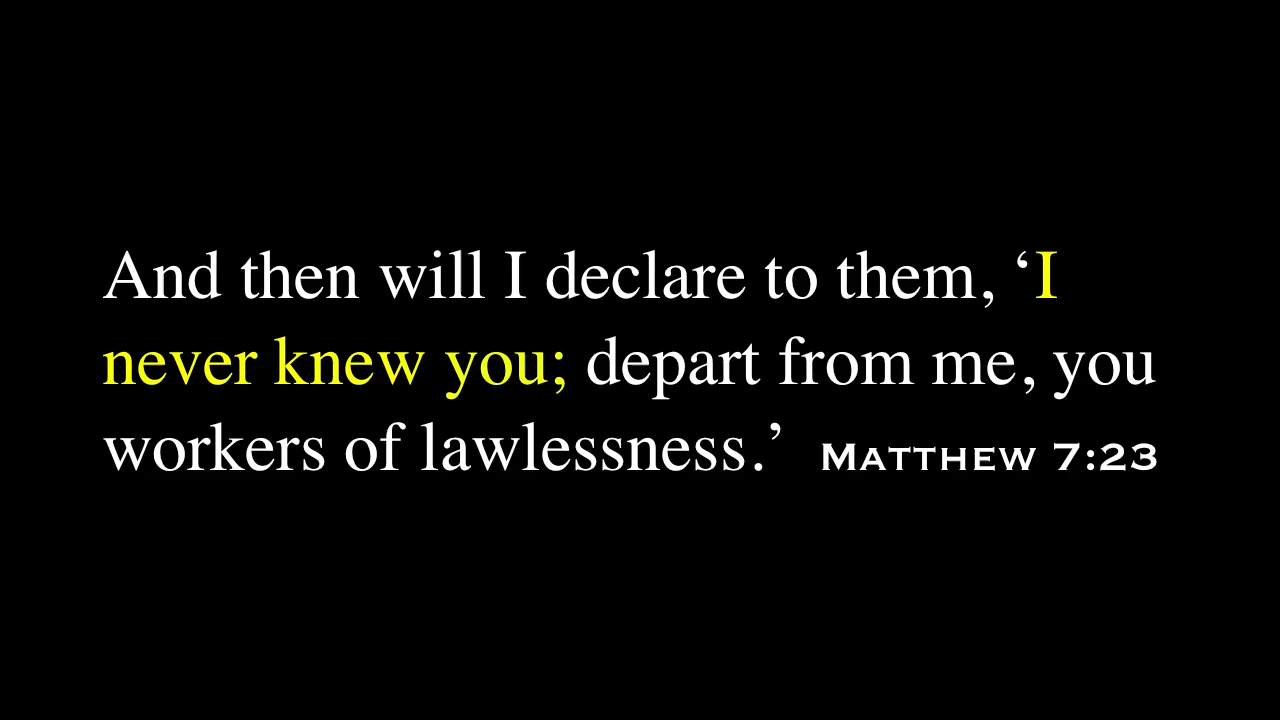 And then will I declare to them, ‘I
never knew you; depart from me, you
workers of lawlessness.’ Matthew 7:23